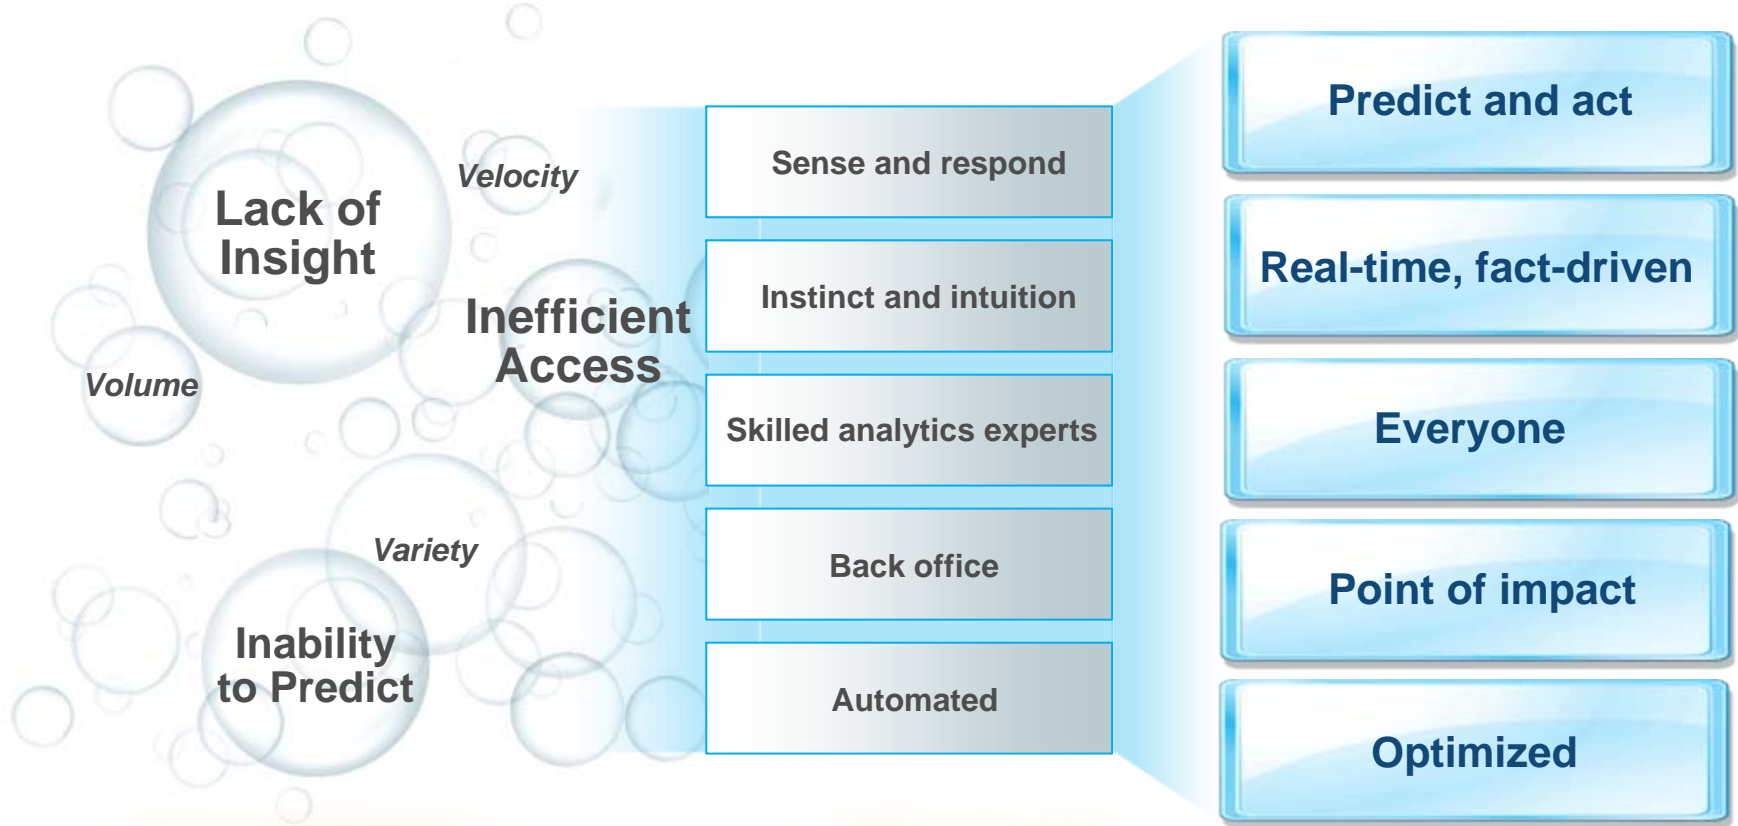 Lack of
Insight
Velocity
Inefficient
Access
Volume
Variety
Inability
to Predict
Sense and respond
Instinct and intuition
Skilled analytics experts
Back office
Automated
Predict and act
Real-time, fact-driven
Everyone
Point of impact
Optimized